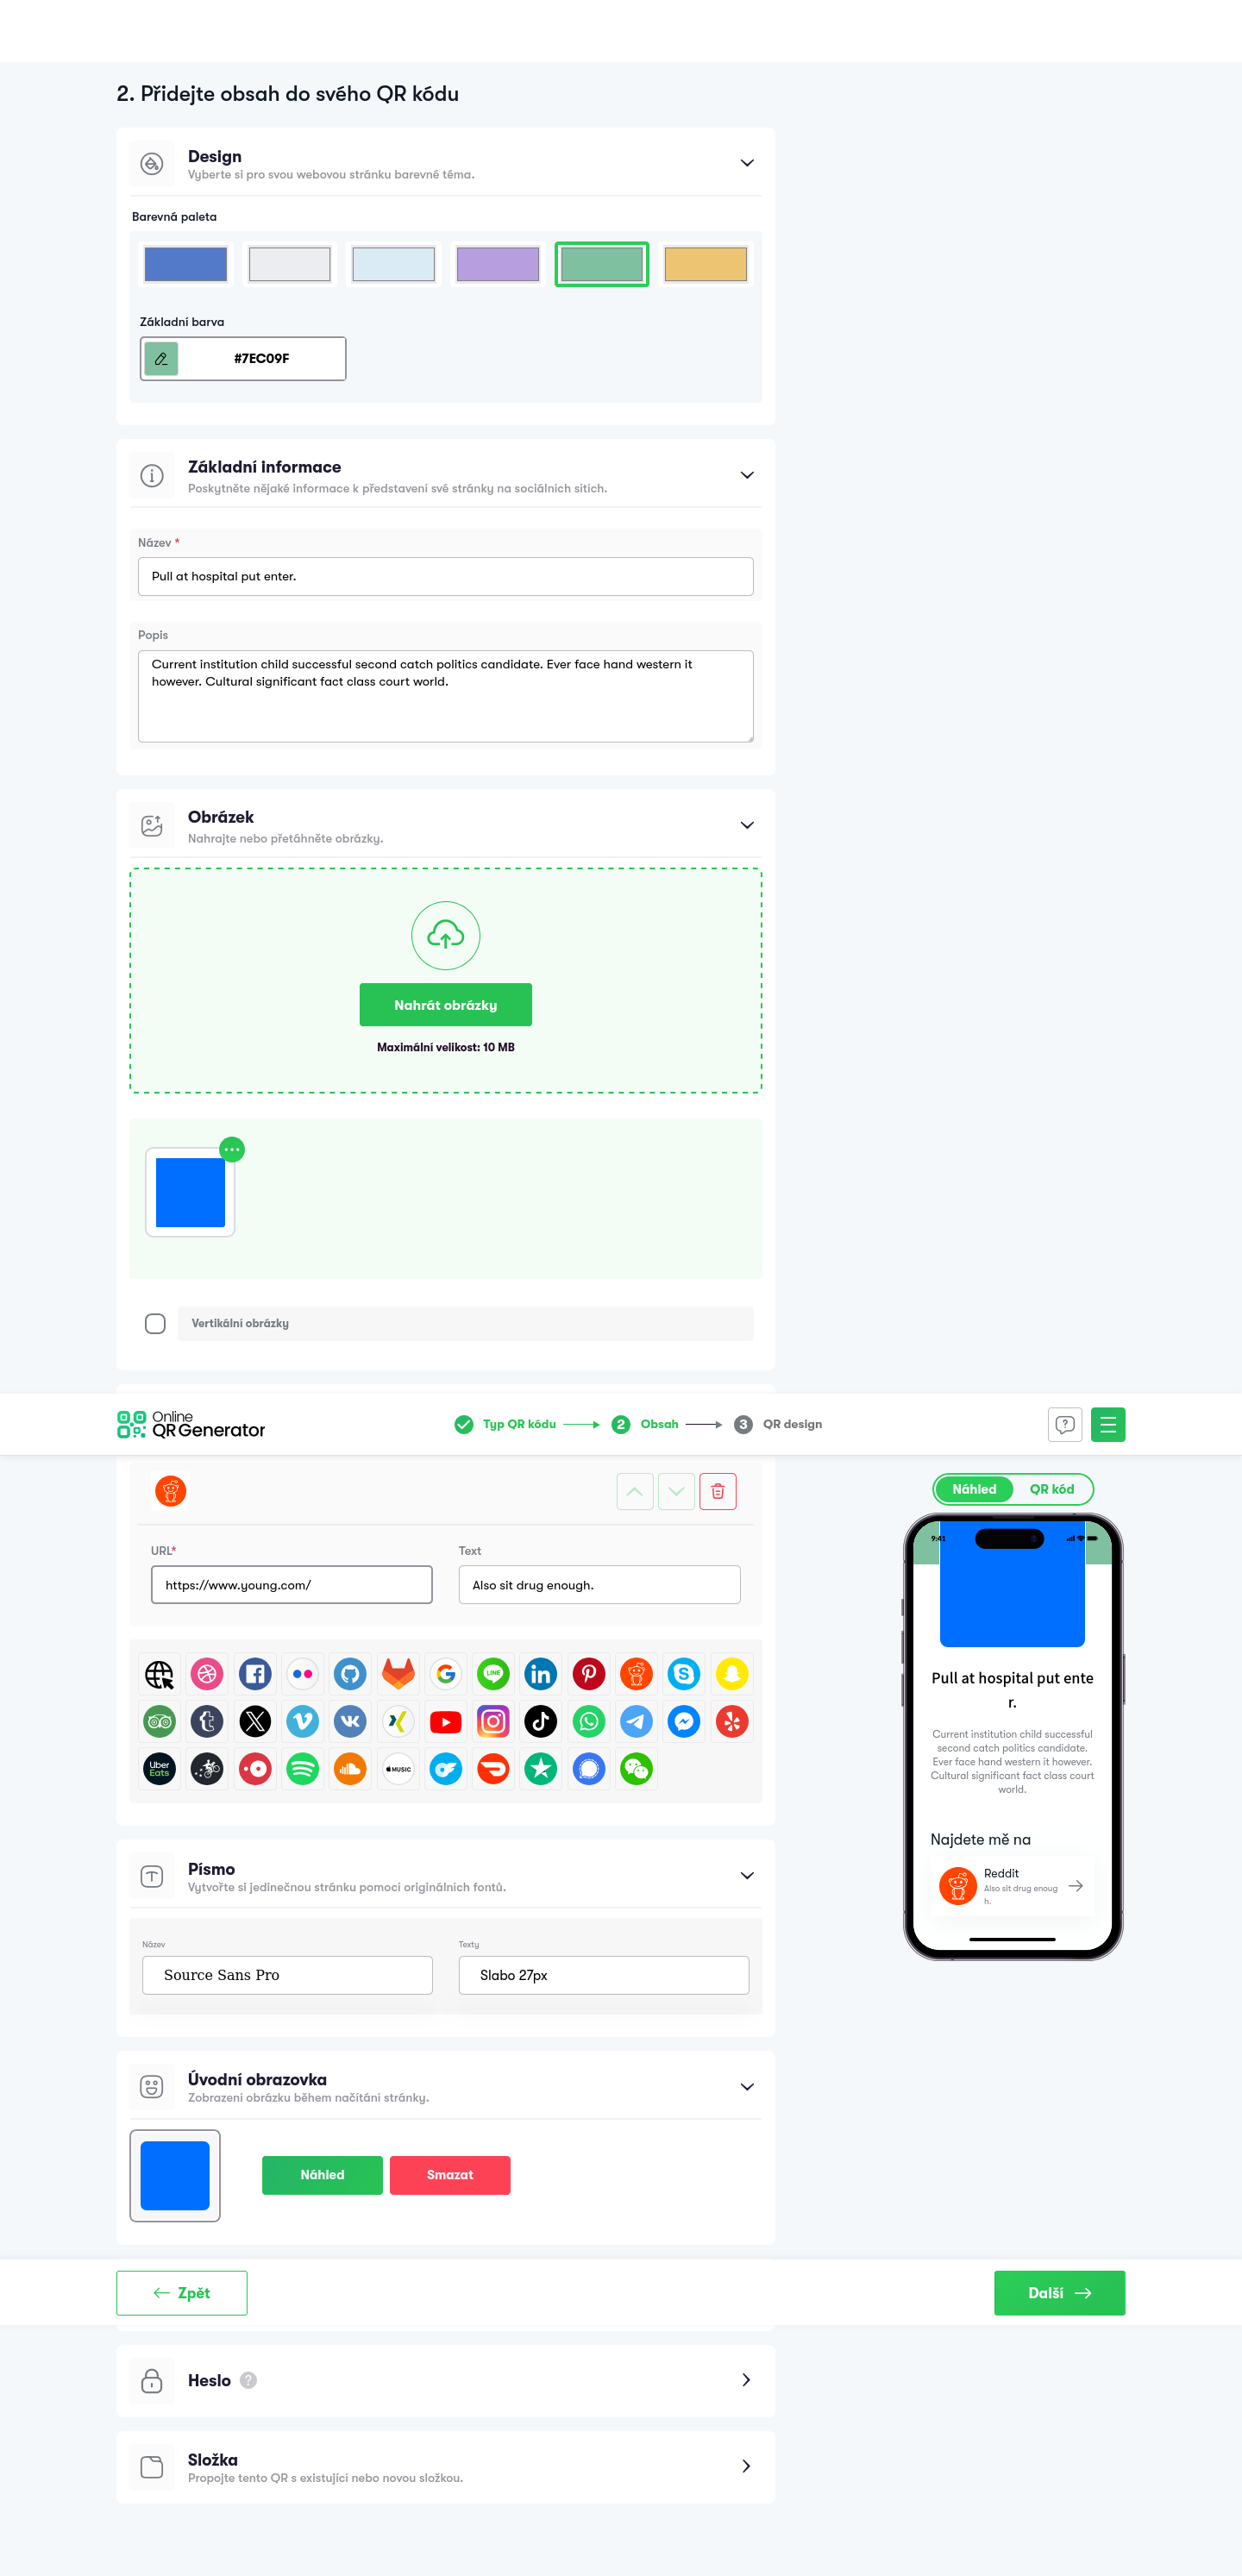 2. Přidejte obsah do svého QR kódu
Design
Vyberte si pro svou webovou stránku barevné téma.
Barevná paleta
Základní barva
#7EC09F
Základní informace
Poskytněte nějaké informace k představení své stránky na sociálních sítích.
Název *
Pull at hospital put enter.
Popis
Current institution child successful second catch politics candidate. Ever face hand western it
however. Cultural significant fact class court world.
Obrázek
Nahrajte nebo přetáhněte obrázky.
Nahrát obrázky
Maximální velikost: 10 MB
Vertikální obrázky
Online
QR Generator
Typ QR kódu
2 Obsah
3 QR design
URL*
Text
https://www.young.com/
Also sit drug enough.
LINE
Uber
Eats
MUSIC
Náhled
QR kód
9:41
Pull at hospital put ente
r.
Current institution child successful
second catch politics candidate.
Ever face hand western it however.
Cultural significant fact class court
world.
Najdete mě na
Reddit
Also sit drug enoug
h.
Písmo
Vytvořte si jedinečnou stránku pomocí originálních fontů.
Název
Texty
Source Sans Pro
Slabo 27px
Úvodní obrazovka
Zobrazení obrázku během načítání stránky.
Náhled
Smazat
Zpět
Další
Heslo ?
Složka
Propojte tento QR s existující nebo novou složkou.